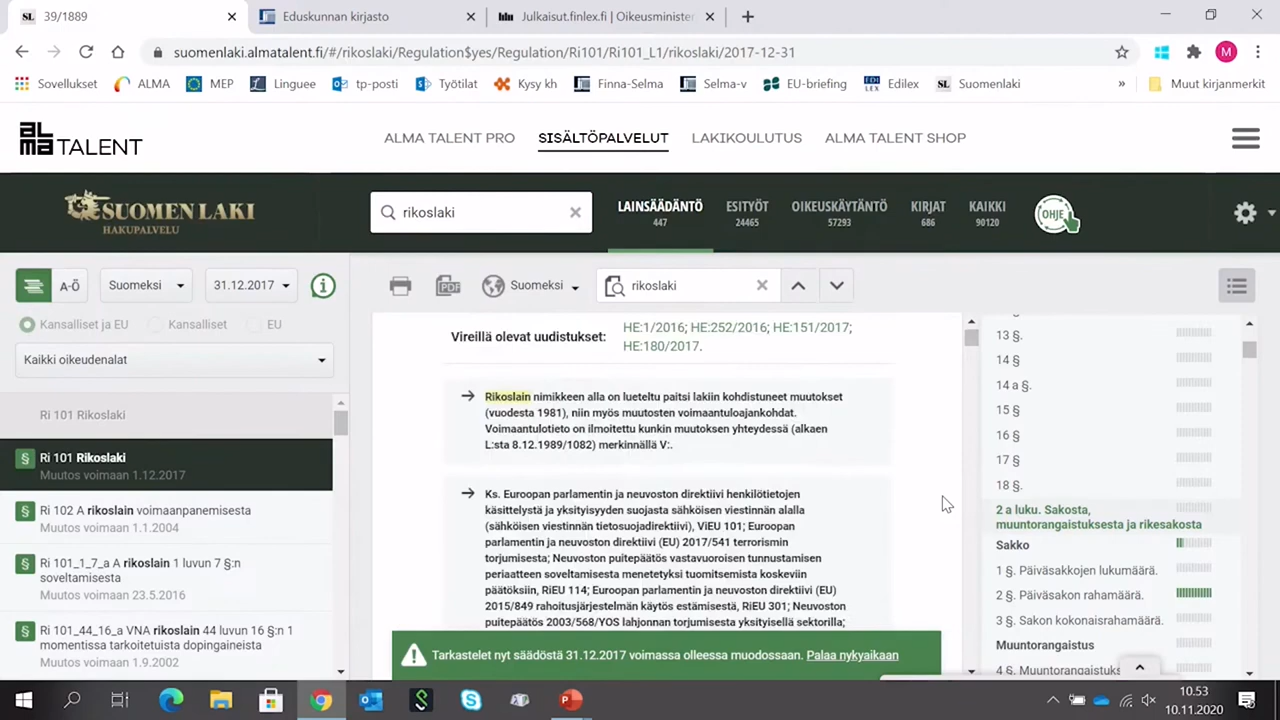 39/1889
Eduskunnan kirjasto
Julkaisut.finlex.fi | Oikeusminister
suomenlaki.almatalent.fi/#/rikoslaki/Regulation$yes/Regulation/Ri101/Ri101_L1/rikoslaki/2017-12-31
M
Sovellukset
ALMA
MEP
Linguee
tp-posti
Työtilat
Kysy kh
Finna-Selma
Selma-v
EU-briefing
Edilex
Suomenlaki
»
Muut kirjanmerkit
ALMA TALENT
ALMA TALENT PRO
SISÄLTÖPALVELUT
LAKIKOULUTUS
ALMA TALENT SHOP
SUOMEN LAKI
HAKUPALVELU
rikoslaki
LAINSÄÄDÄNTÖ
447
ESITYÖT
24465
OIKEUSKÄYTÄNTÖ
57293
KIRJAT
686
KAIKKI
90120
OHJE
A-Ö
Suomeksi
31.12.2017
PDF
Suomeksi
rikoslaki
Kansalliset ja EU
Kansalliset
EU
Kaikki oikeudenalat
Ri 101 Rikoslaki
§ Ri 101 Rikoslaki
Muutos voimaan 1.12.2017
§ Ri 102 A rikoslain voimaanpanemisesta
Muutos voimaan 1.1.2004
§ Ri 101_1_7_a A rikoslain 1 luvun 7 §:n
soveltamisesta
Muutos voimaan 23.5.2016
§ Ri 101_44_16_a VNA rikoslain 44 luvun 16 §:n 1
momentissa tarkoitetuista dopingaineista
Muutos voimaan 1.9.2002
Vireillä olevat uudistukset: HE:1/2016; HE:252/2016; HE:151/2017;
HE:180/2017.
→ Rikoslain nimikkeen alla on lueteltu paitsi lakiin kohdistuneet muutokset
(vuodesta 1981), niin myös muutosten voimaantuloajankohdat.
Voimaantulotieto on ilmoitettu kunkin muutoksen yhteydessä (alkaen
L:sta 8.12.1989/1082) merkinnällä V:.
→ Ks. Euroopan parlamentin ja neuvoston direktiivi henkilötietojen
käsittelystä ja yksityisyyden suojasta sähköisen viestinnän alalla
(sähköisen viestinnän tietosuojadirektiivi), ViEU 101; Euroopan
parlamentin ja neuvoston direktiivi (EU) 2017/541 terrorismin
torjumisesta; Neuvoston puitepäätös vastavuoroisen tunnustamisen
periaatteen soveltamisesta menetetyksi tuomitsemista koskeviin
päätöksiin, RiEU 114; Euroopan parlamentin ja neuvoston direktiivi (EU)
2015/849 rahoitusjärjestelmän käytös estämisestä, RiEU 301; Neuvoston
puitepäätös 2003/568/YOS lahjonnan torjumisesta yksityisellä sektorilla;
Tarkastelet nyt säädöstä 31.12.2017 voimassa olleessa muodossaan. Palaa nykyaikaan
13 §.
14 §
14 a §.
15 §
16 §
17 §
18 §.
2 a luku. Sakosta,
muuntorangaistuksesta ja rikesakosta
Sakko
1 §. Päiväsakkojen lukumäärä.
2 §. Päiväsakon rahamäärä.
3 §. Sakon kokonaisrahamäärä.
Muuntorangaistus
4 §. Muuntorangaistuks
10.53
10.11.2020